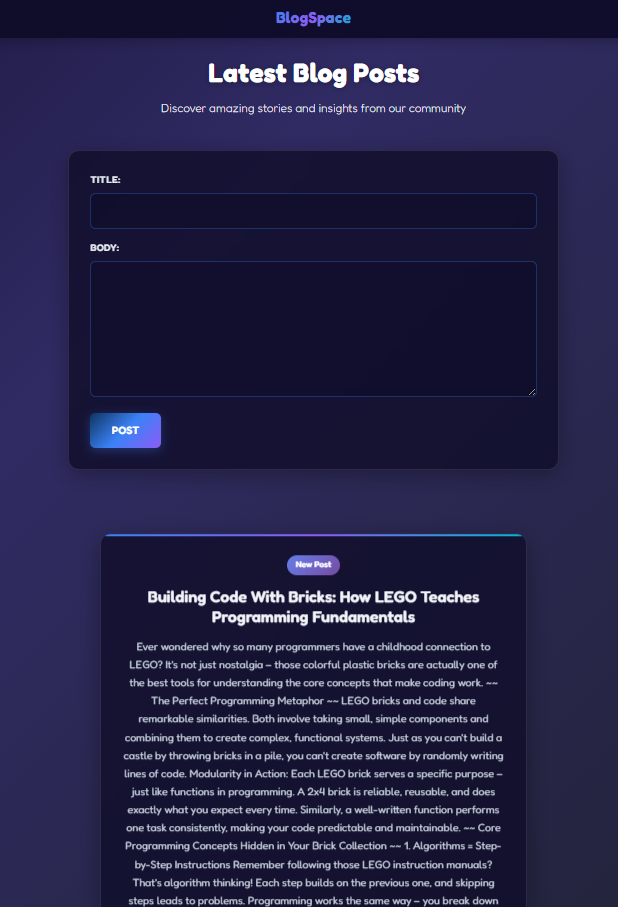 BlogSpace
Latest Blog Posts
Discover amazing stories and insights from our community
TITLE:
BODY:
POST
New Post
Building Code With Bricks: How LEGO Teaches
Programming Fundamentals
Ever wondered why so many programmers have a childhood connection to
LEGO? It's not just nostalgia – those colorful plastic bricks are actually one of
the best tools for understanding the core concepts that make coding work. ~~
The Perfect Programming Metaphor ~~ LEGO bricks and code share
remarkable similarities. Both involve taking small, simple components and
combining them to create complex, functional systems. Just as you can't build a
castle by throwing bricks in a pile, you can't create software by randomly writing
lines of code. Modularity in Action: Each LEGO brick serves a specific purpose –
just like functions in programming. A 2x4 brick is reliable, reusable, and does
exactly what you expect every time. Similarly, a well-written function performs
one task consistently, making your code predictable and maintainable. ~~ Core
Programming Concepts Hidden in Your Brick Collection ~~ 1. Algorithms = Step-
by-Step Instructions Remember following those LEGO instruction manuals?
That's algorithm thinking! Each step builds on the previous one, and skipping
steps leads to problems. Programming works the same way – you break down